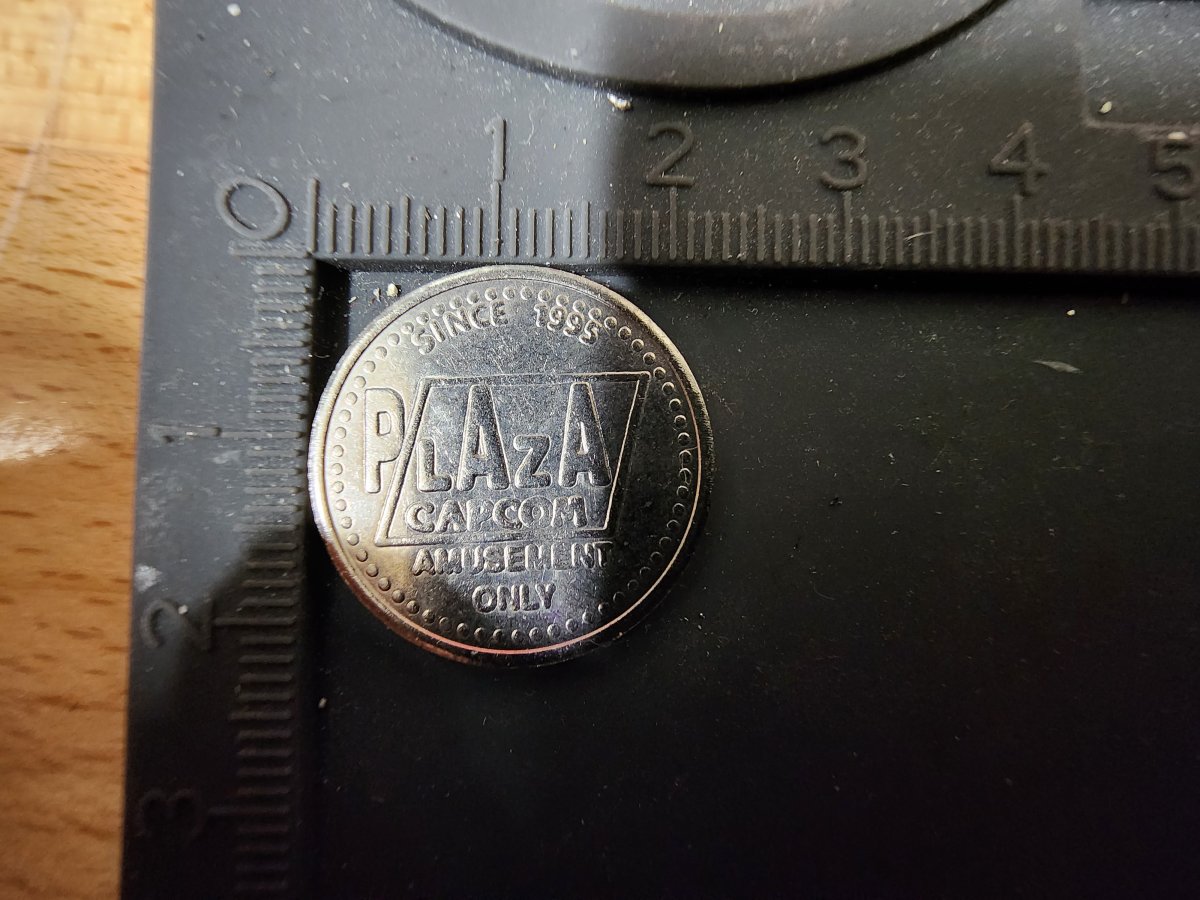 1 2 3 4 5
0
SINCE 1995
PLAZA
CAPCOM
AMUSEMENT
ONLY
1
2
3